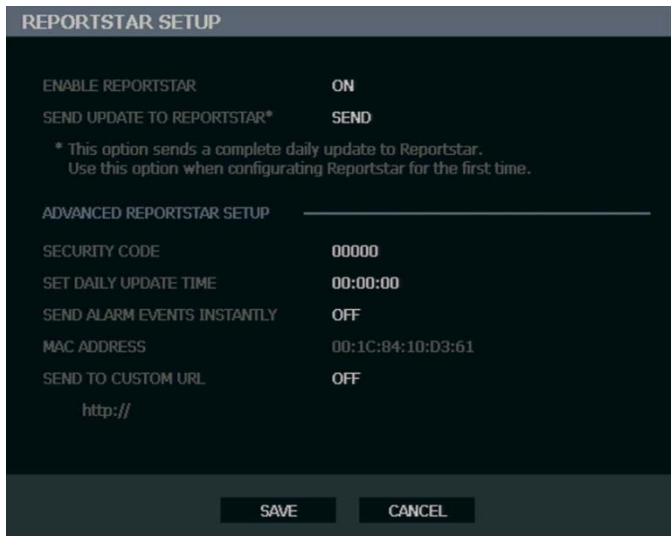 REPORTSTAR SETUP
ENABLE REPORTSTAR ON
SEND UPDATE TO REPORTSTAR* SEND
* This option sends a complete daily update to Reportstar.
Use this option when configurating Reportstar for the first time.
ADVANCED REPORTSTAR SETUP
SECURITY CODE 00000
SET DAILY UPDATE TIME 00:00:00
SEND ALARM EVENTS INSTANTLY OFF
MAC ADDRESS 00:1C:84:10:D3:61
SEND TO CUSTOM URL OFF
http://
SAVE CANCEL